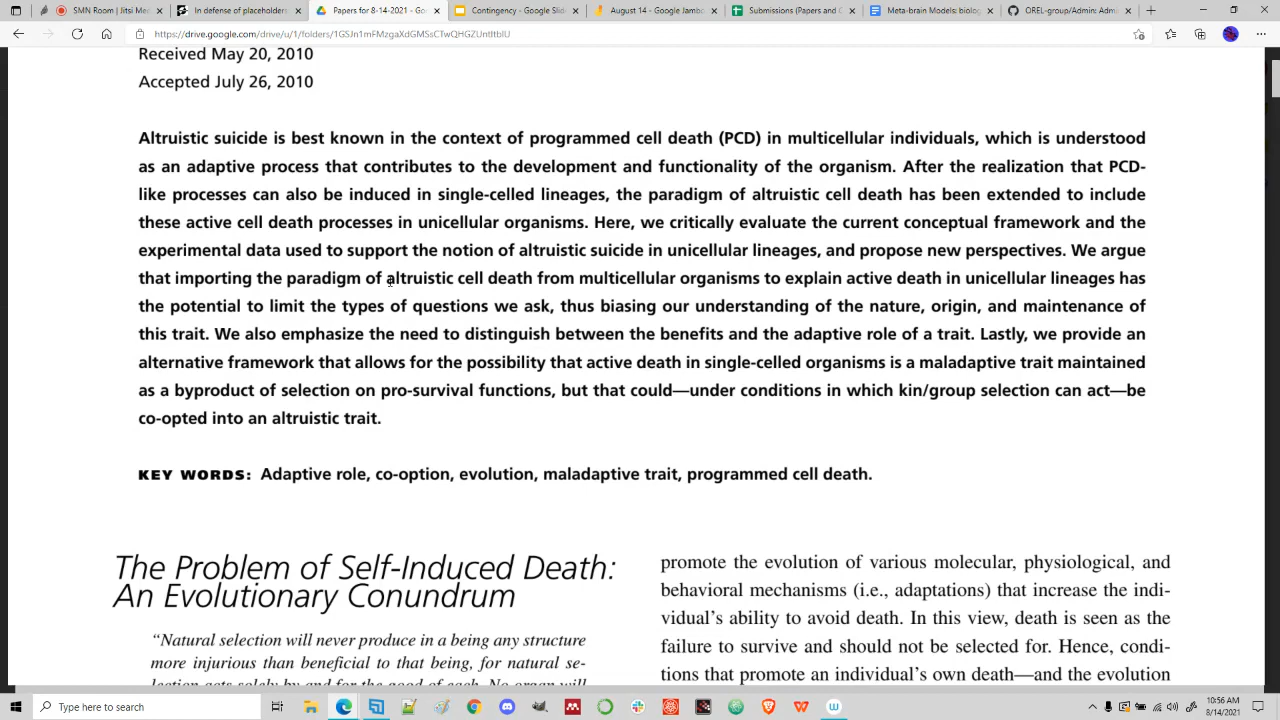 SMN Room | Jits Me
defense of placehold
Papers for 8-14-2021 - Go
Contingency - Google Slid
August 14 - Google Jambo
Submissions Papers and
Meta-brain Models biolog
OREL-group/Admin: Admi
https://drive.google.com/drive/u/1/folders/
Received May 20, 2010
Accepted July 26, 2010
Altruistic suicide is best known in the context of programmed cell death (PCD) in multicellular individuals, which is understood
as an adaptive process that contributes to the development and functionality of the organism. After the realization that PCD-
like processes can also be induced in single-celled lineages, the paradigm of altruistic cell death has been extended to include
these active cell death processes in unicellular organisms. Here, we critically evaluate the current conceptual framework and the
experimental data used to support the notion of altruistic suicide in unicellular lineages, and propose new perspectives. We argue
that importing the paradigm of altruistic cell death from multicellular organisms to explain active death in unicellular lineages has
the potential to limit the types of questions we ask, thus biasing our understanding of the nature, origin, and maintenance of
this trait. We also emphasize the need to distinguish between the benefits and the adaptive role of a trait. Lastly, we provide an
alternative framework that allows for the possibility that active death in single-celled organisms is a maladaptive trait maintained
as a byproduct of selection on pro-survival functions, but that could—under conditions in which kin/group selection can act—be
co-opted into an altruistic trait.
KEY WORDS: Adaptive role, co-option, evolution, maladaptive trait, programmed cell death.
The Problem of Self-Induced Death:
An Evolutionary Conundrum
“Natural selection will never produce in a being any structure
more injurious than beneficial to that being, for natural se-
lection acts solely by and for the good of each. No organ will
promote the evolution of various molecular, physiological, and
behavioral mechanisms (i.e., adaptations) that increase the indi-
vidual’s ability to avoid death. In this view, death is seen as the
failure to survive and should not be selected for. Hence, condi-
tions that promote an individual’s own death—and the evolution
Type here to search
10:56 AM
8/14/2021